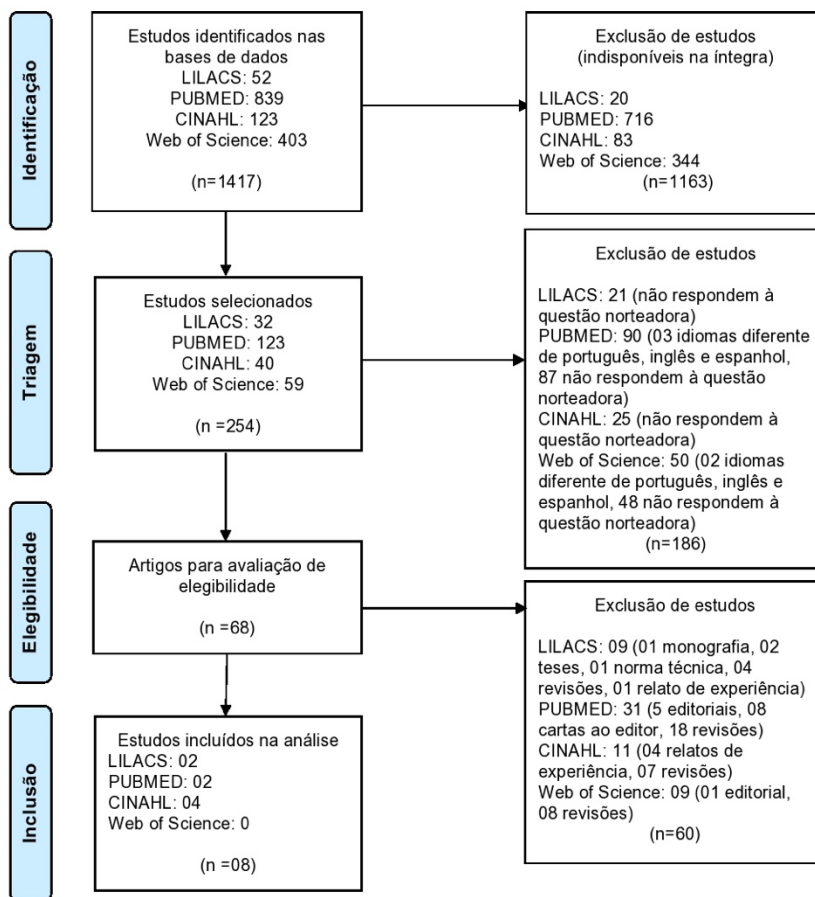 Identificação
Estudos identificados nas
bases de dados
LILACS: 52
PUBMED: 839
CINAHL: 123
Web of Science: 403
(n=1417)
Exclusão de estudos
(indisponíveis na íntegra)
LILACS: 20
PUBMED: 716
CINAHL: 83
Web of Science: 344
(n=1163)
Triagem
Estudos selecionados
LILACS: 32
PUBMED: 123
CINAHL: 40
Web of Science: 59
(n =254)
Exclusão de estudos
LILACS: 21 (não respondem à
questão norteadora)
PUBMED: 90 (03 idiomas diferente
de português, inglês e espanhol,
87 não respondem à questão
norteadora)
CINAHL: 25 (não respondem à
questão norteadora)
Web of Science: 50 (02 idiomas
diferente de português, inglês e
espanhol, 48 não respondem à
questão norteadora)
(n=186)
Elegibilidade
Artigos para avaliação de
elegibilidade
(n =68)
Exclusão de estudos
LILACS: 09 (01 monografia, 02
teses, 01 norma técnica, 04
revisões, 01 relato de experiência)
PUBMED: 31 (5 editoriais, 08
cartas ao editor, 18 revisões)
CINAHL: 11 (04 relatos de
experiência, 07 revisões)
Web of Science: 09 (01 editorial,
08 revisões)
(n=60)
Inclusão
Estudos incluídos na análise
LILACS: 02
PUBMED: 02
CINAHL: 04
Web of Science: 0
(n =08)